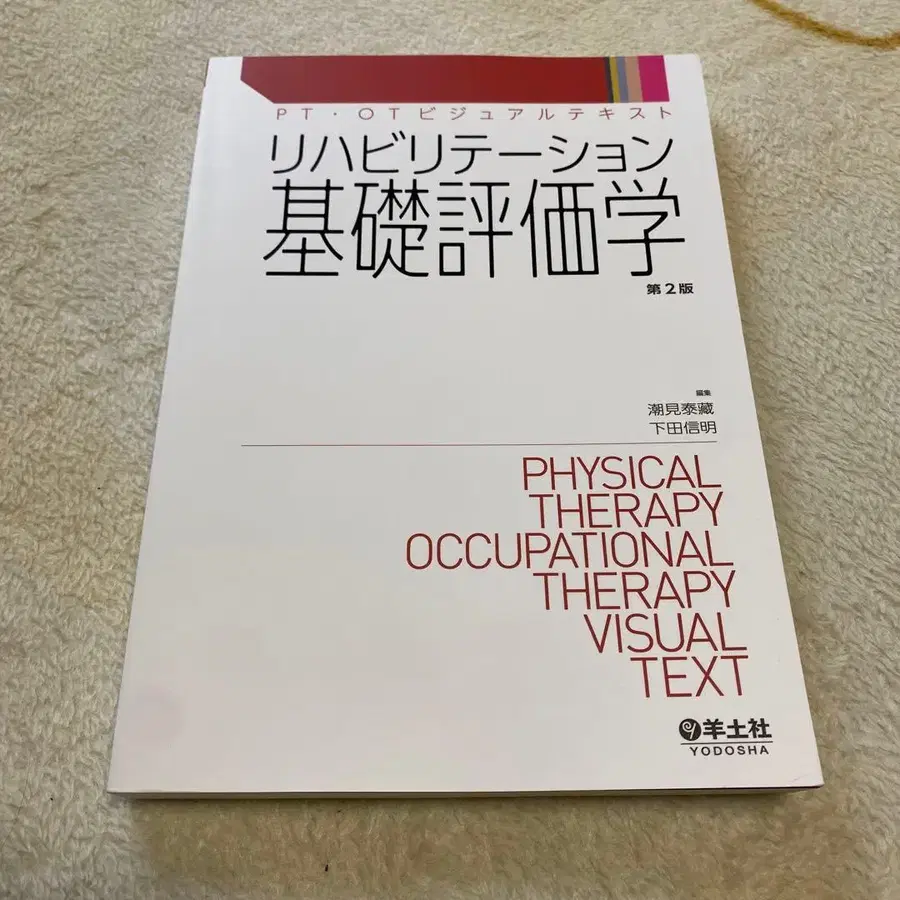 PT・OTビジュアルテキスト
リハビリテーション
基礎評価学
第2版
編集
潮見泰藏
下田信明
PHYSICAL
THERAPY
OCCUPATIONAL
THERAPY
VISUAL
TEXT
羊土社
YODOSHA